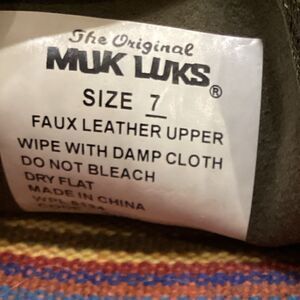 The Original
MUK LUKS®
SIZE 7
FAUX LEATHER UPPER
WIPE WITH DAMP CLOTH
DO NOT BLEACH
DRY FLAT
MADE IN CHINA
WPL